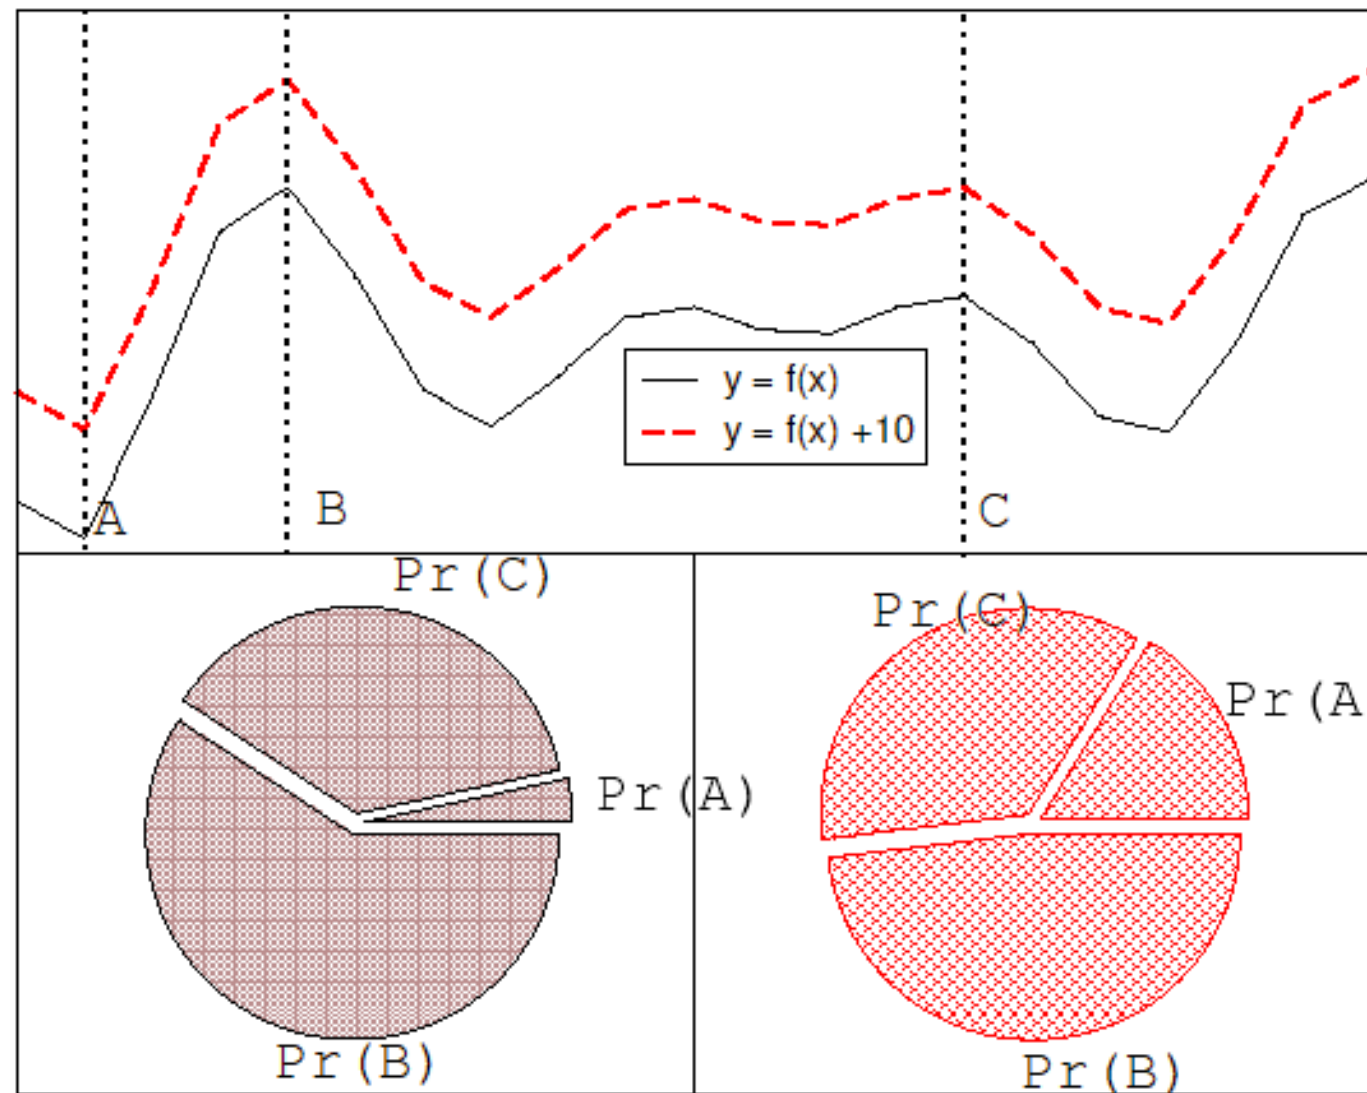 y = f(x)
y = f(x) +10
A
B
C
Pr(C)
Pr(A)
Pr(B)
Pr(C)
Pr(A
Pr(B)